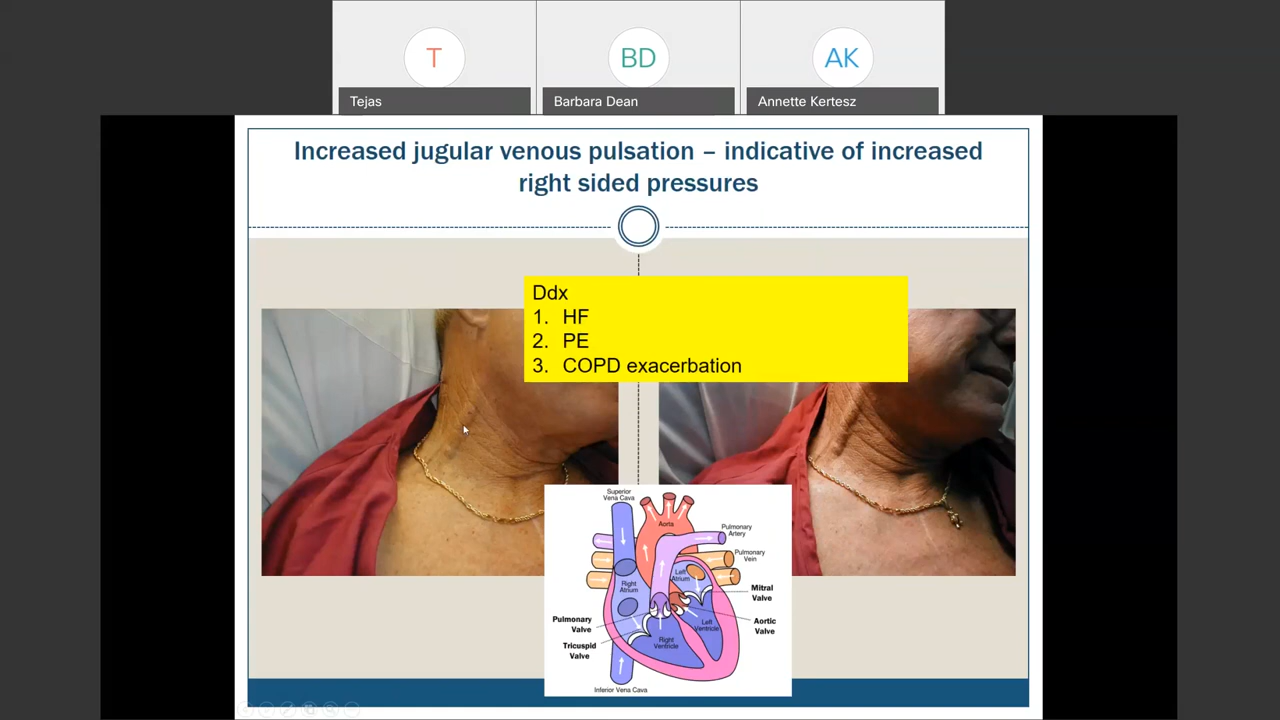 T
BD
AK
Tejas
Barbara Dean
Annette Kertesz
Increased jugular venous pulsation – indicative of increased
right sided pressures
Ddx
1. HF
2. PE
3. COPD exacerbation
Superior
Vena Cava
Aorta
Pulmonary
Artery
Pulmonary
Vein
Left
Atrium
Right
Atrium
Mitral
Valve
Pulmonary
Valve
Aortic
Valve
Left
Ventricle
Right
Ventricle
Tricuspid
Valve
Inferior Vena Cava